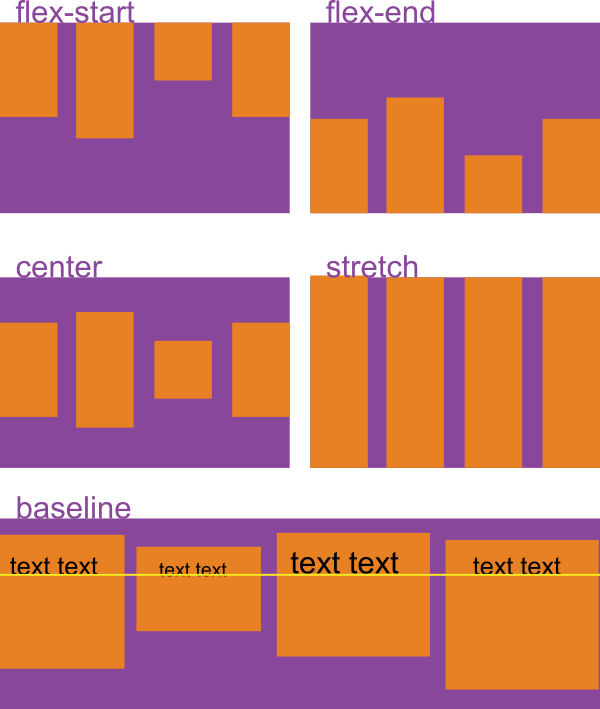 flex-start
flex-end
center
stretch
baseline
text text
text text
text text
text text